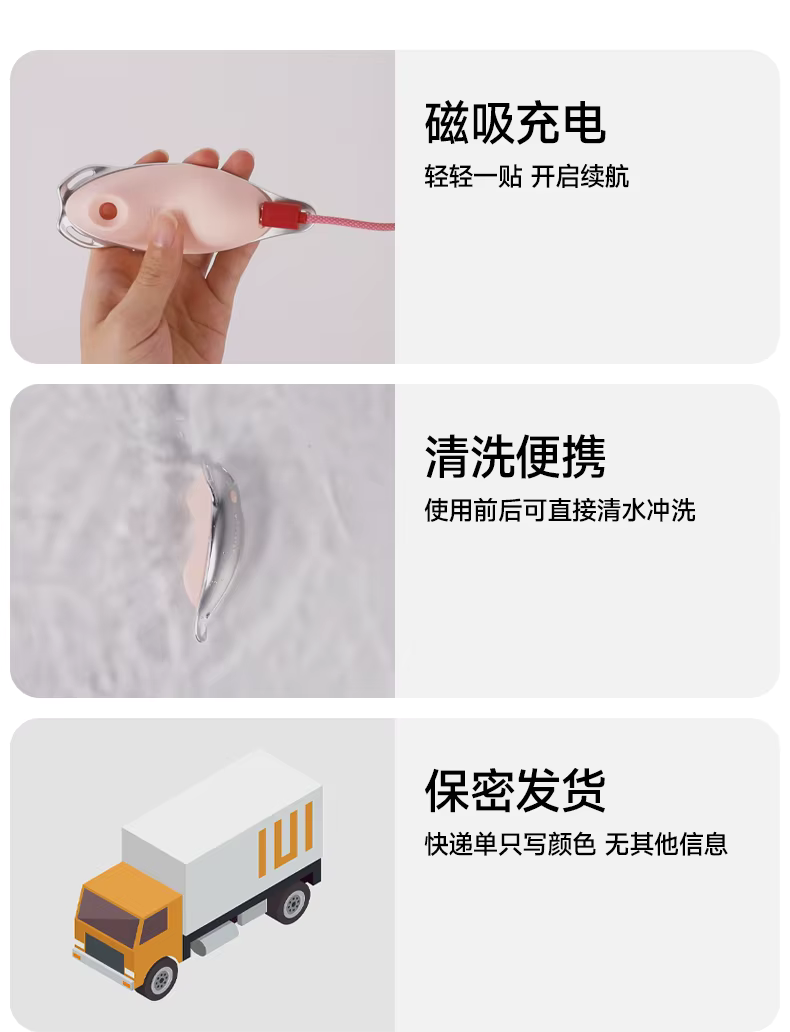 磁吸充电
轻轻一贴 开启续航
清洗便携
使用前后可直接清水冲洗
保密发货
快递单只写颜色 无其他信息